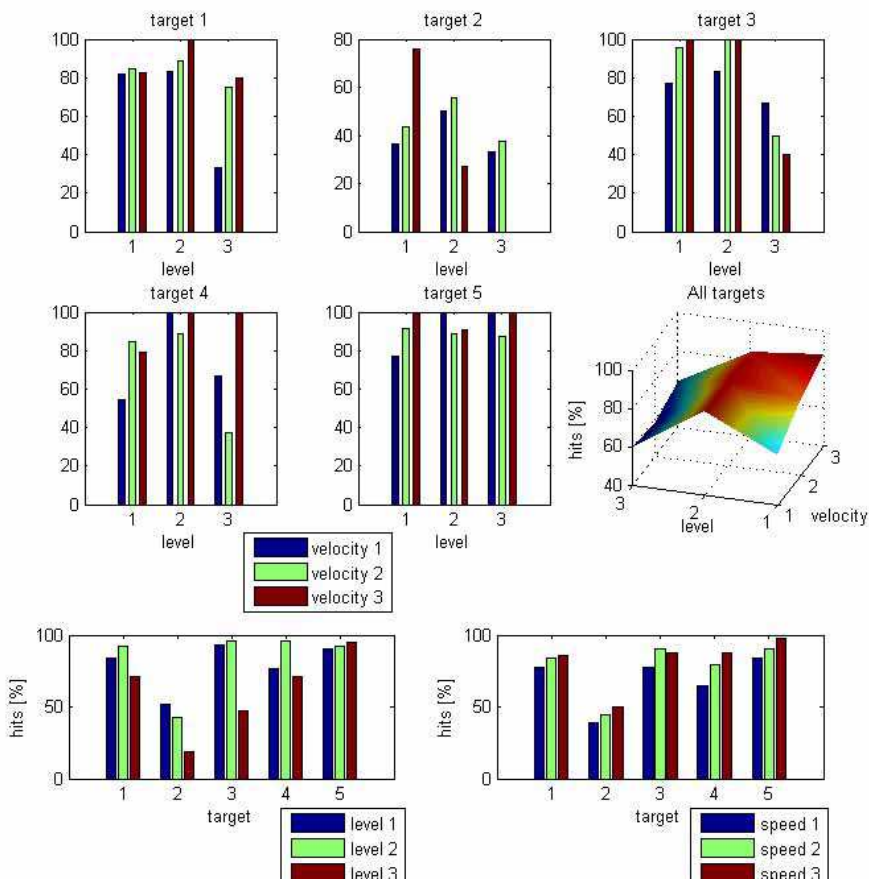 target 1
target 2
target 3
100
80
60
40
20
0
1 2 3
level
80
60
40
20
0
1 2 3
level
100
80
60
40
20
0
1 2 3
level
target 4
target 5
All targets
100
80
60
40
20
0
1 2 3
level
100
80
60
40
20
0
1 2 3
level
hits [%]
100
80
60
40
3 2 1
level
1 2 3
velocity
velocity 1
velocity 2
velocity 3
hits [%]
100
50
0
1 2 3 4 5
target
level 1
level 2
level 3
hits [%]
100
50
0
1 2 3 4 5
target
speed 1
speed 2
speed 3